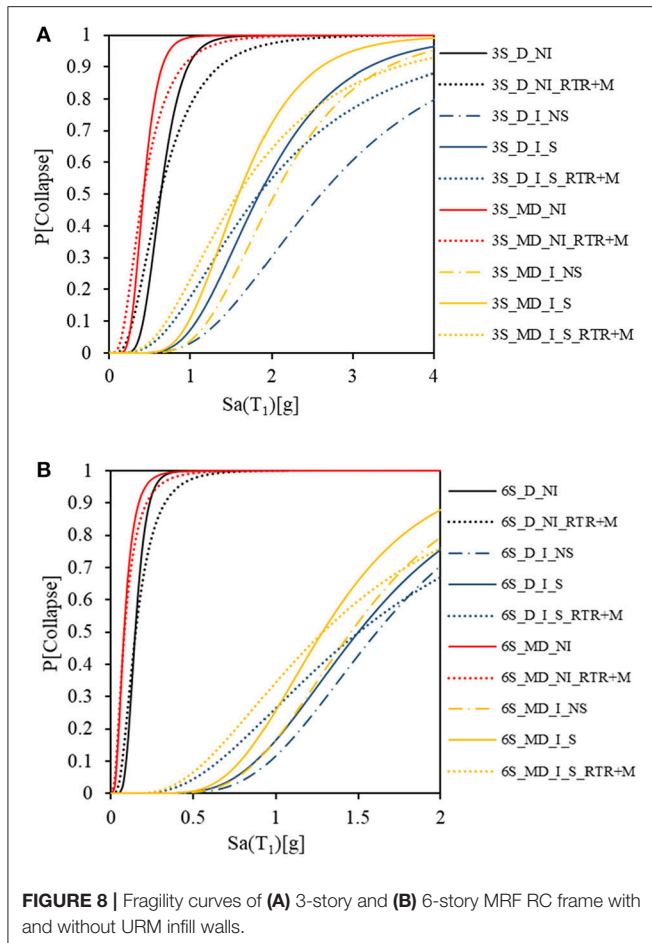 A
1
0.9
0.8
0.7
0.6
0.5
0.4
0.3
0.2
0.1
0
P[Collapse]
0 1 2 3 4
Sa(T1)[g]
3S_D_NI
3S_D_NI_RTR+M
3S_D_I_NS
3S_D_I_S
3S_D_I_S_RTR+M
3S_MD_NI
3S_MD_NI_RTR+M
3S_MD_I_NS
3S_MD_I_S
3S_MD_I_S_RTR+M
B
1
0.9
0.8
0.7
0.6
0.5
0.4
0.3
0.2
0.1
0
P[Collapse]
0 0.5 1 1.5 2
Sa(T1)[g]
6S_D_NI
6S_D_NI_RTR+M
6S_D_I_NS
6S_D_I_S
6S_D_I_S_RTR+M
6S_MD_NI
6S_MD_NI_RTR+M
6S_MD_I_NS
6S_MD_I_S
6S_MD_I_S_RTR+M
FIGURE 8 | Fragility curves of (A) 3-story and (B) 6-story MRF RC frame with
and without URM infill walls.